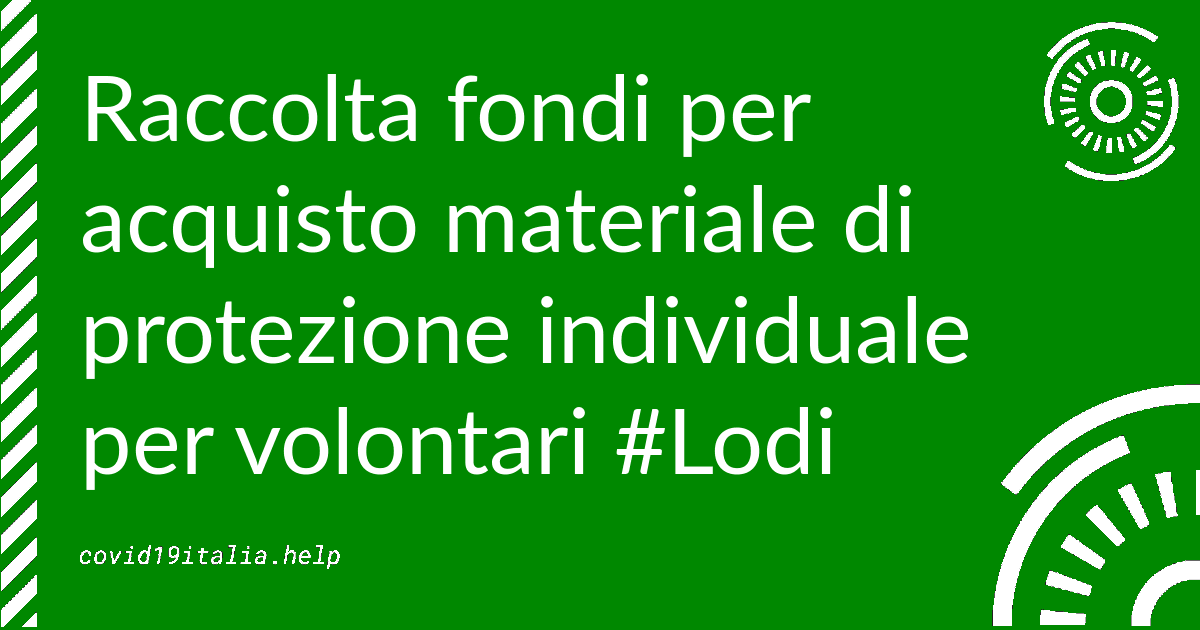 Raccolta fondi per
acquisto materiale di
protezione individuale
per volontari #Lodi
covid19italia.help